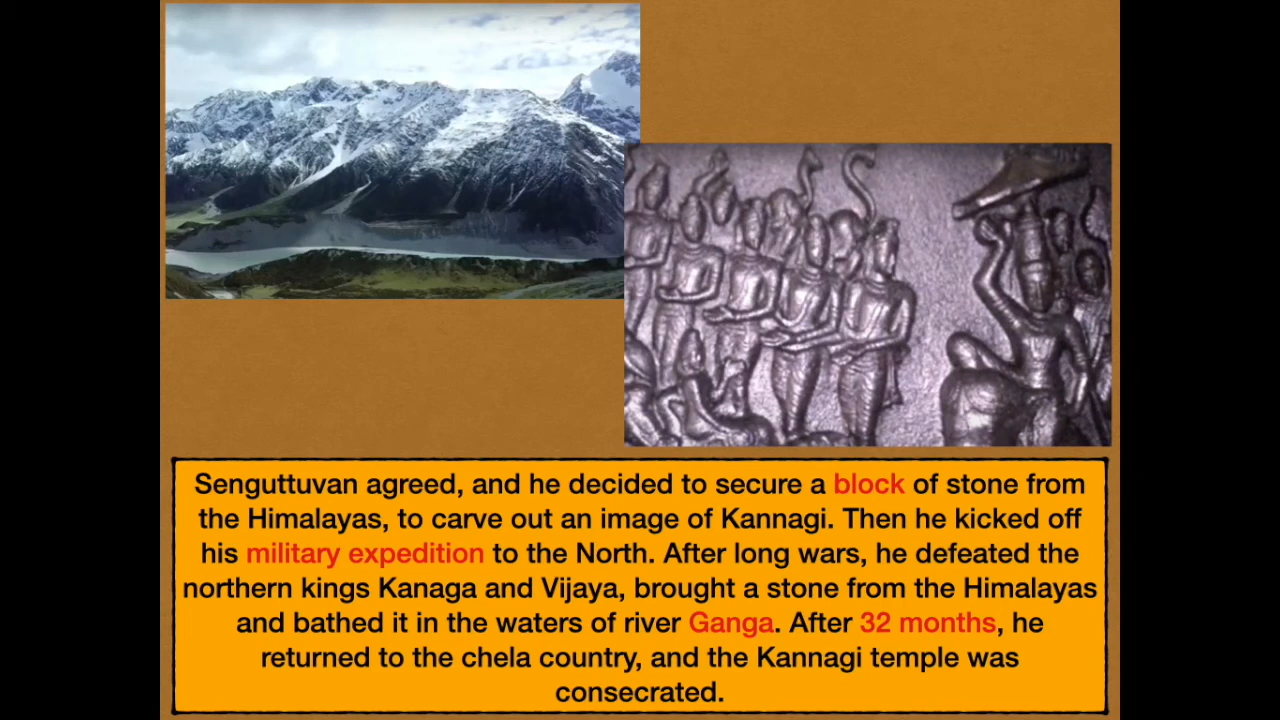 Senguttuvan agreed, and he decided to secure a block of stone from
the Himalayas, to carve out an image of Kannagi. Then he kicked off
his military expedition to the North. After long wars, he defeated the
northern kings Kanaga and Vijaya, brought a stone from the Himalayas
and bathed it in the waters of river Ganga. After 32 months, he
returned to the chela country, and the Kannagi temple was
consecrated.